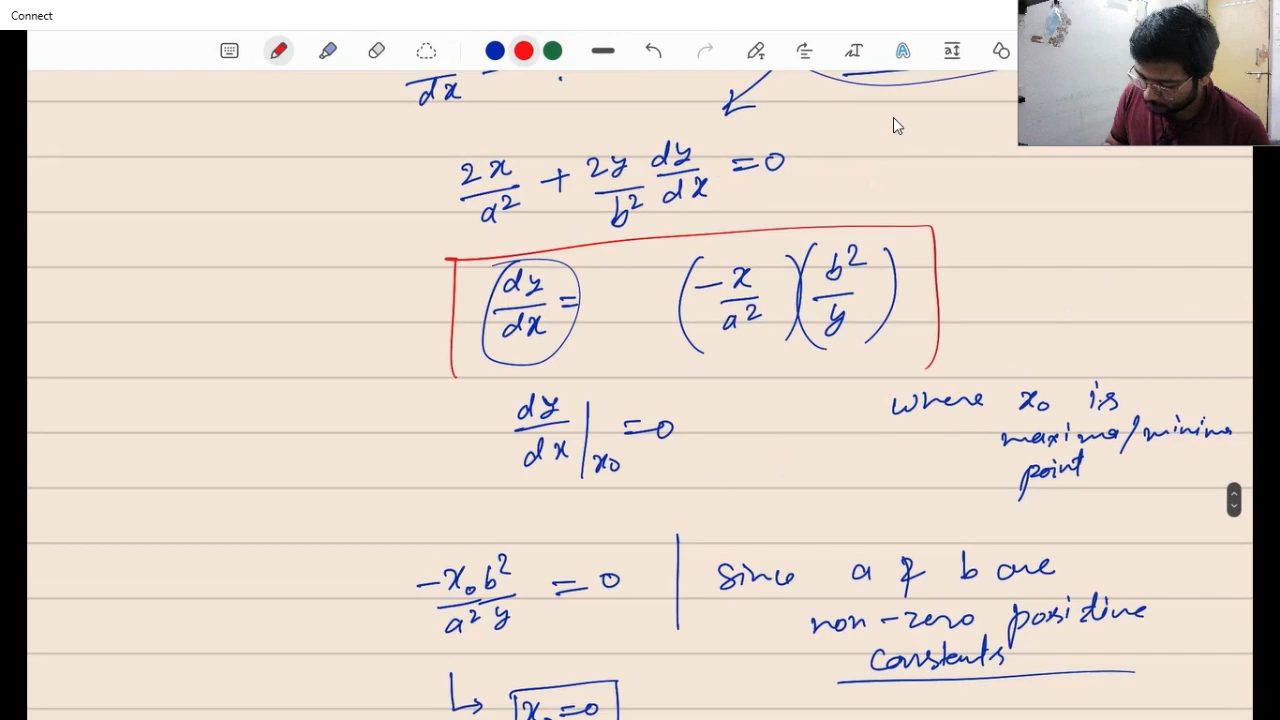 Connect
dx
2x/a² + 2y/b² dy/dx = 0
dy/dx = (-x/a²)(b²/y)
dy/dx|x₀ = 0
where x₀ is
maxima/minima
point
-x₀b²/a²y = 0
Since a & b are
non-zero positive
constants
x₀ = 0